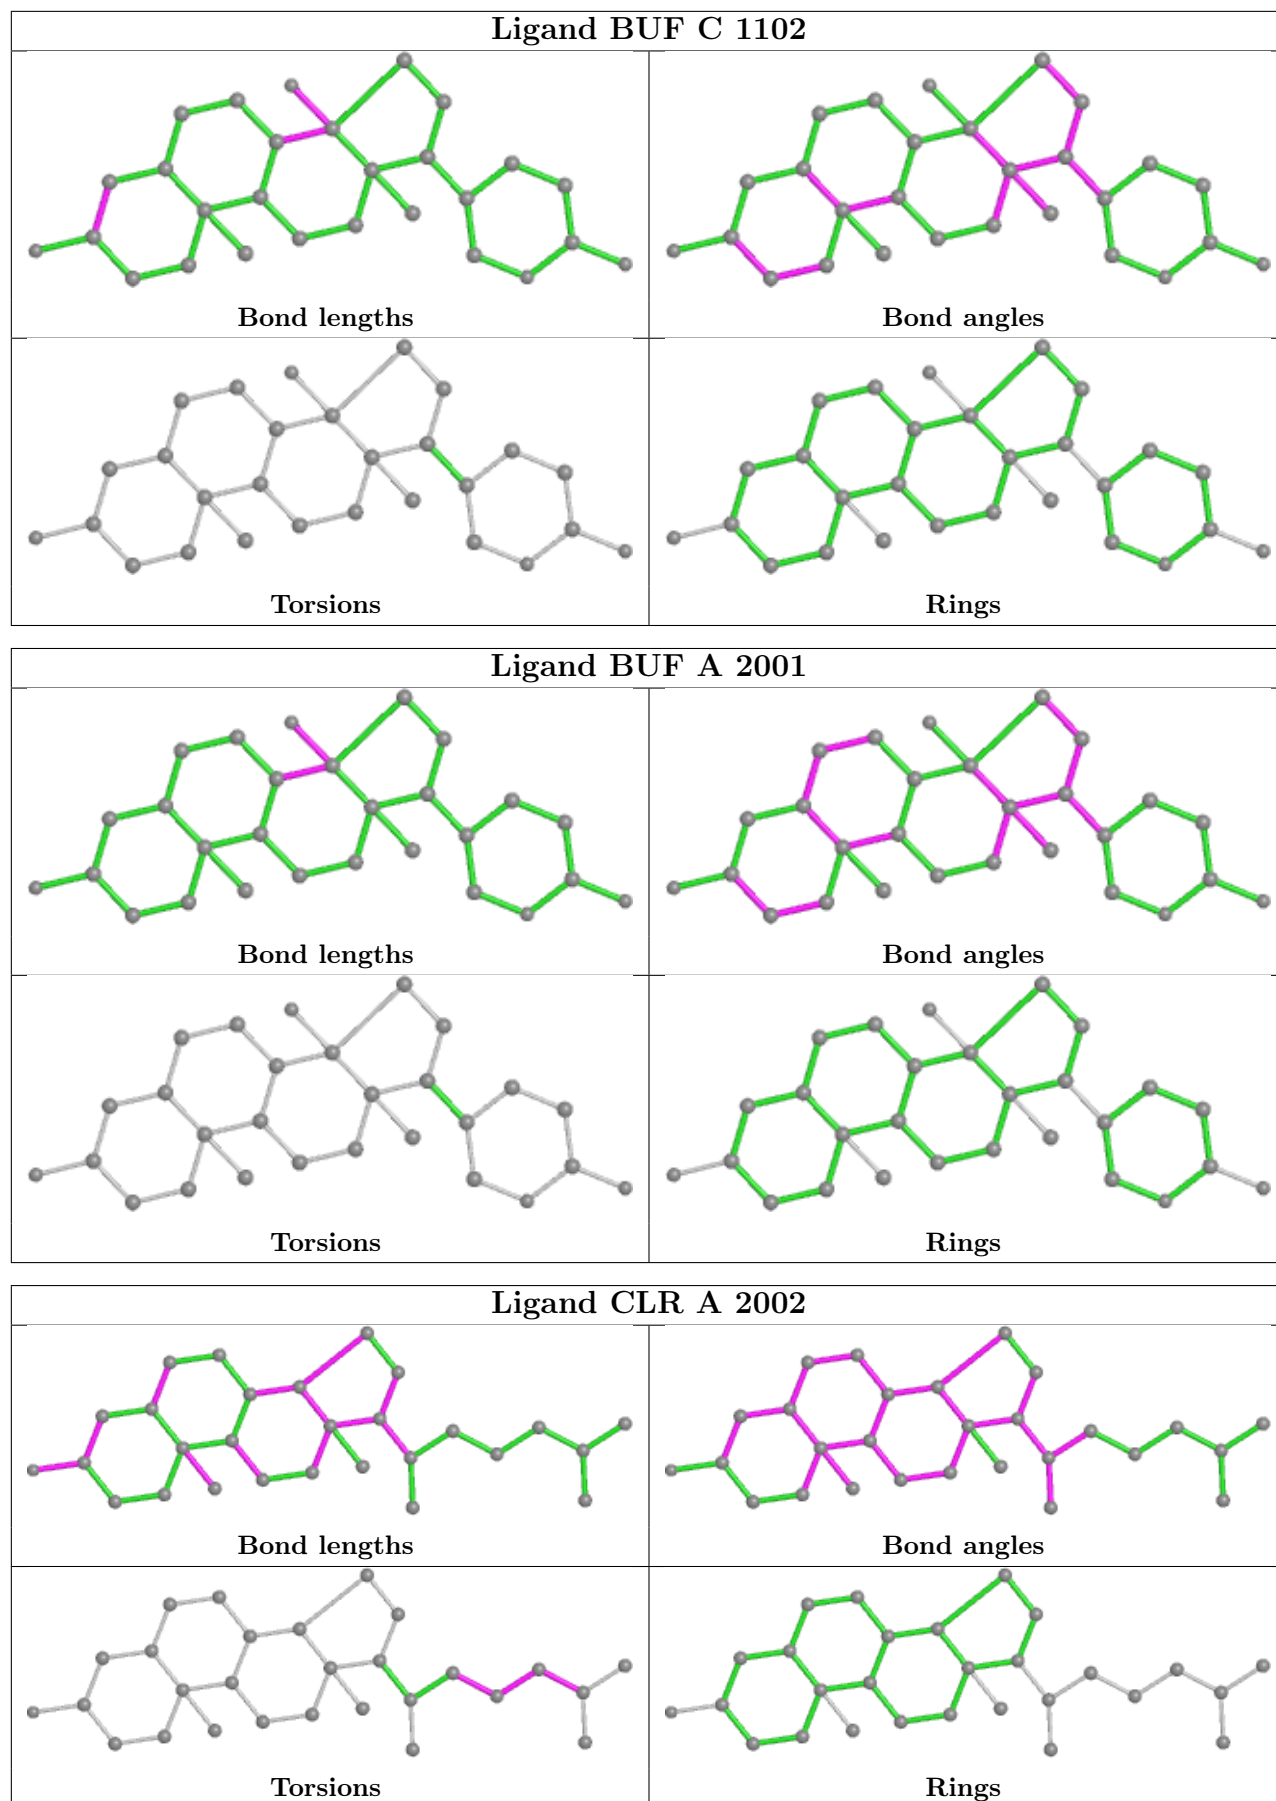 Ligand BUF C 1102
Bond lengths
Bond angles
Torsions
Rings
Ligand BUF A 2001
Bond lengths
Bond angles
Torsions
Rings
Ligand CLR A 2002
Bond lengths
Bond angles
Torsions
Rings